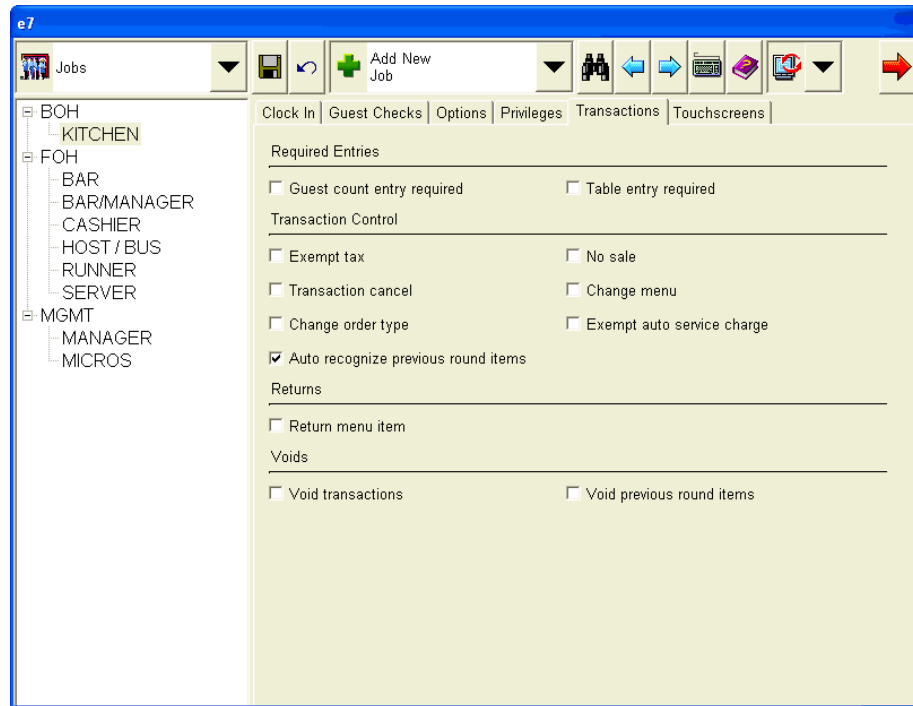 e7
Jobs
Add New
Job
Clock In
Guest Checks
Options
Privileges
Transactions
Touchscreens
BOH
KITCHEN
FOH
BAR
BAR/MANAGER
CASHIER
HOST / BUS
RUNNER
SERVER
MGMT
MANAGER
MICROS
Required Entries
Guest count entry required
Table entry required
Transaction Control
Exempt tax
No sale
Transaction cancel
Change menu
Change order type
Exempt auto service charge
Auto recognize previous round items
Returns
Return menu item
Voids
Void transactions
Void previous round items